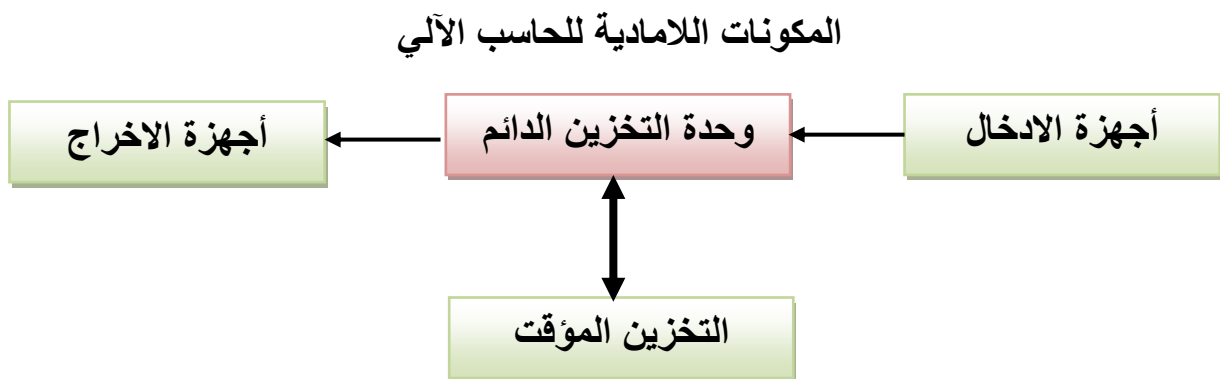 المكونات اللامادية للحاسب الآلي
أجهزة الادخال
وحدة التخزين الدائم
أجهزة الاخراج
التخزين المؤقت